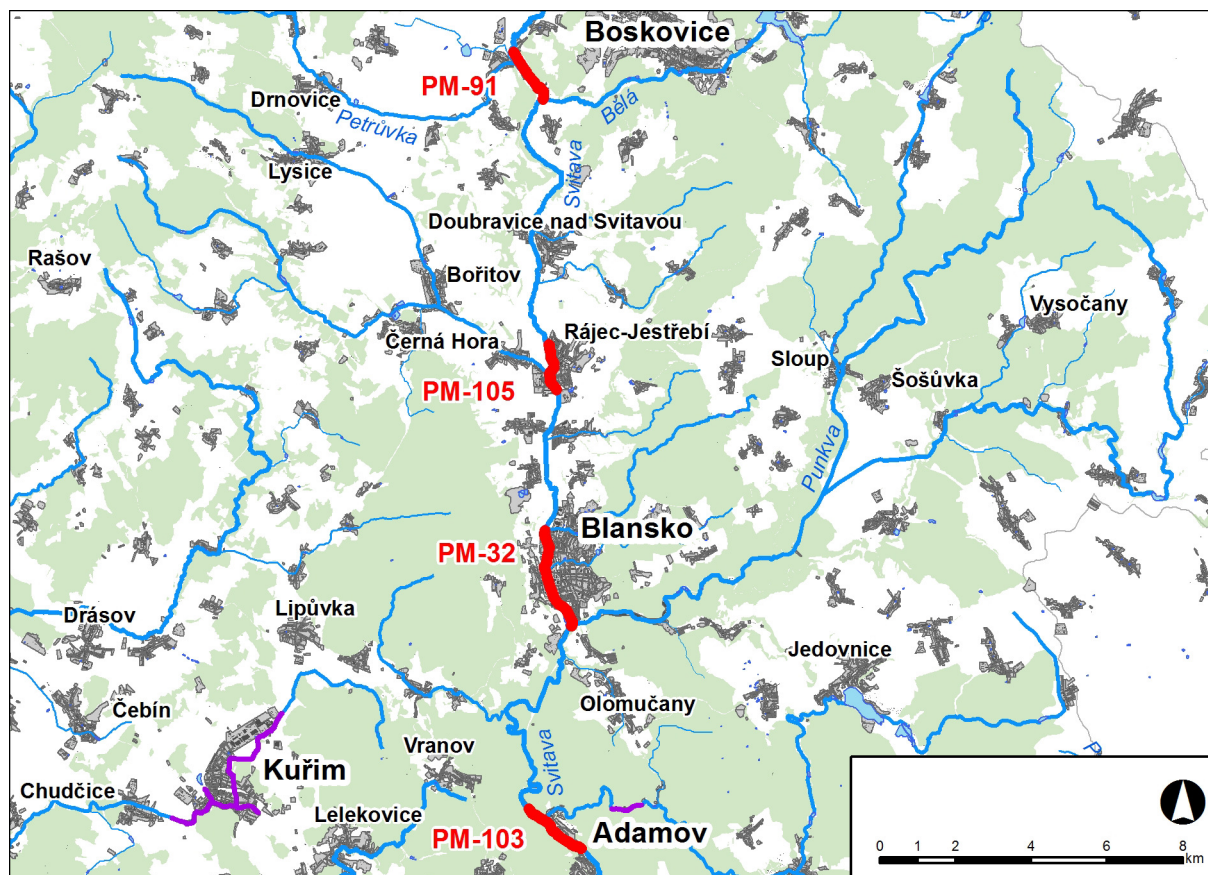 Boskovice
PM-91
Drnovice
Bělá
Petrůvka
Lysice
Svitava
Doubravice nad Svitavou
Rašov
Bořitov
Vysočany
Rájec-Jestřebí
Černá Hora
Sloup
Šošůvka
PM-105
Punkva
Blansko
PM-32
Drásov
Lipůvka
Jedovnice
Olomučany
Čebín
Vranov
Svitava
Kuřim
Chudčice
Lelekovice
Adamov
PM-103
0 1 2 4 6 8
km